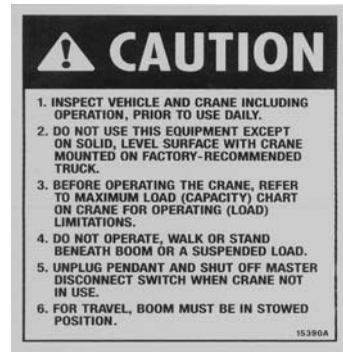 CAUTION
1. INSPECT VEHICLE AND CRANE INCLUDING
OPERATION, PRIOR TO USE DAILY.
2. DO NOT USE THIS EQUIPMENT EXCEPT
ON SOLID, LEVEL SURFACE WITH CRANE
MOUNTED ON FACTORY-RECOMMENDED
TRUCK.
3. BEFORE OPERATING THE CRANE, REFER
TO MAXIMUM LOAD (CAPACITY) CHART
ON CRANE FOR OPERATING (LOAD)
LIMITATIONS.
4. DO NOT OPERATE, WALK OR STAND
BENEATH BOOM OR A SUSPENDED LOAD.
5. UNPLUG PENDANT AND SHUT OFF MASTER
DISCONNECT SWITCH WHEN CRANE NOT
IN USE.
6. FOR TRAVEL, BOOM MUST BE IN STOWED
POSITION.
15390A